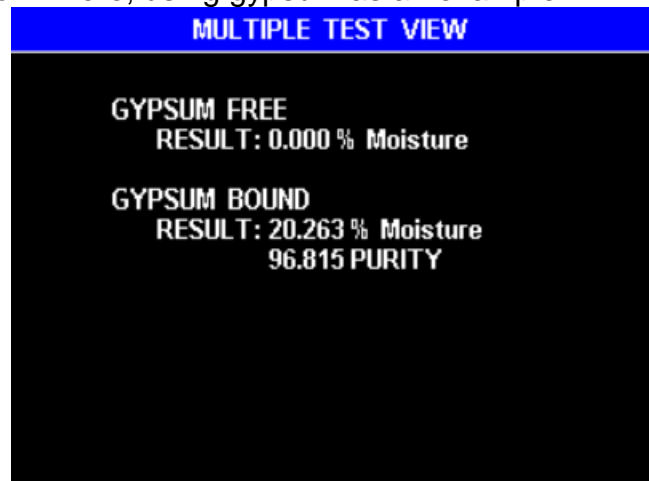 MULTIPLE TEST VIEW
GYPSUM FREE
RESULT: 0.000 % Moisture
GYPSUM BOUND
RESULT: 20.263 % Moisture
96.815 PURITY